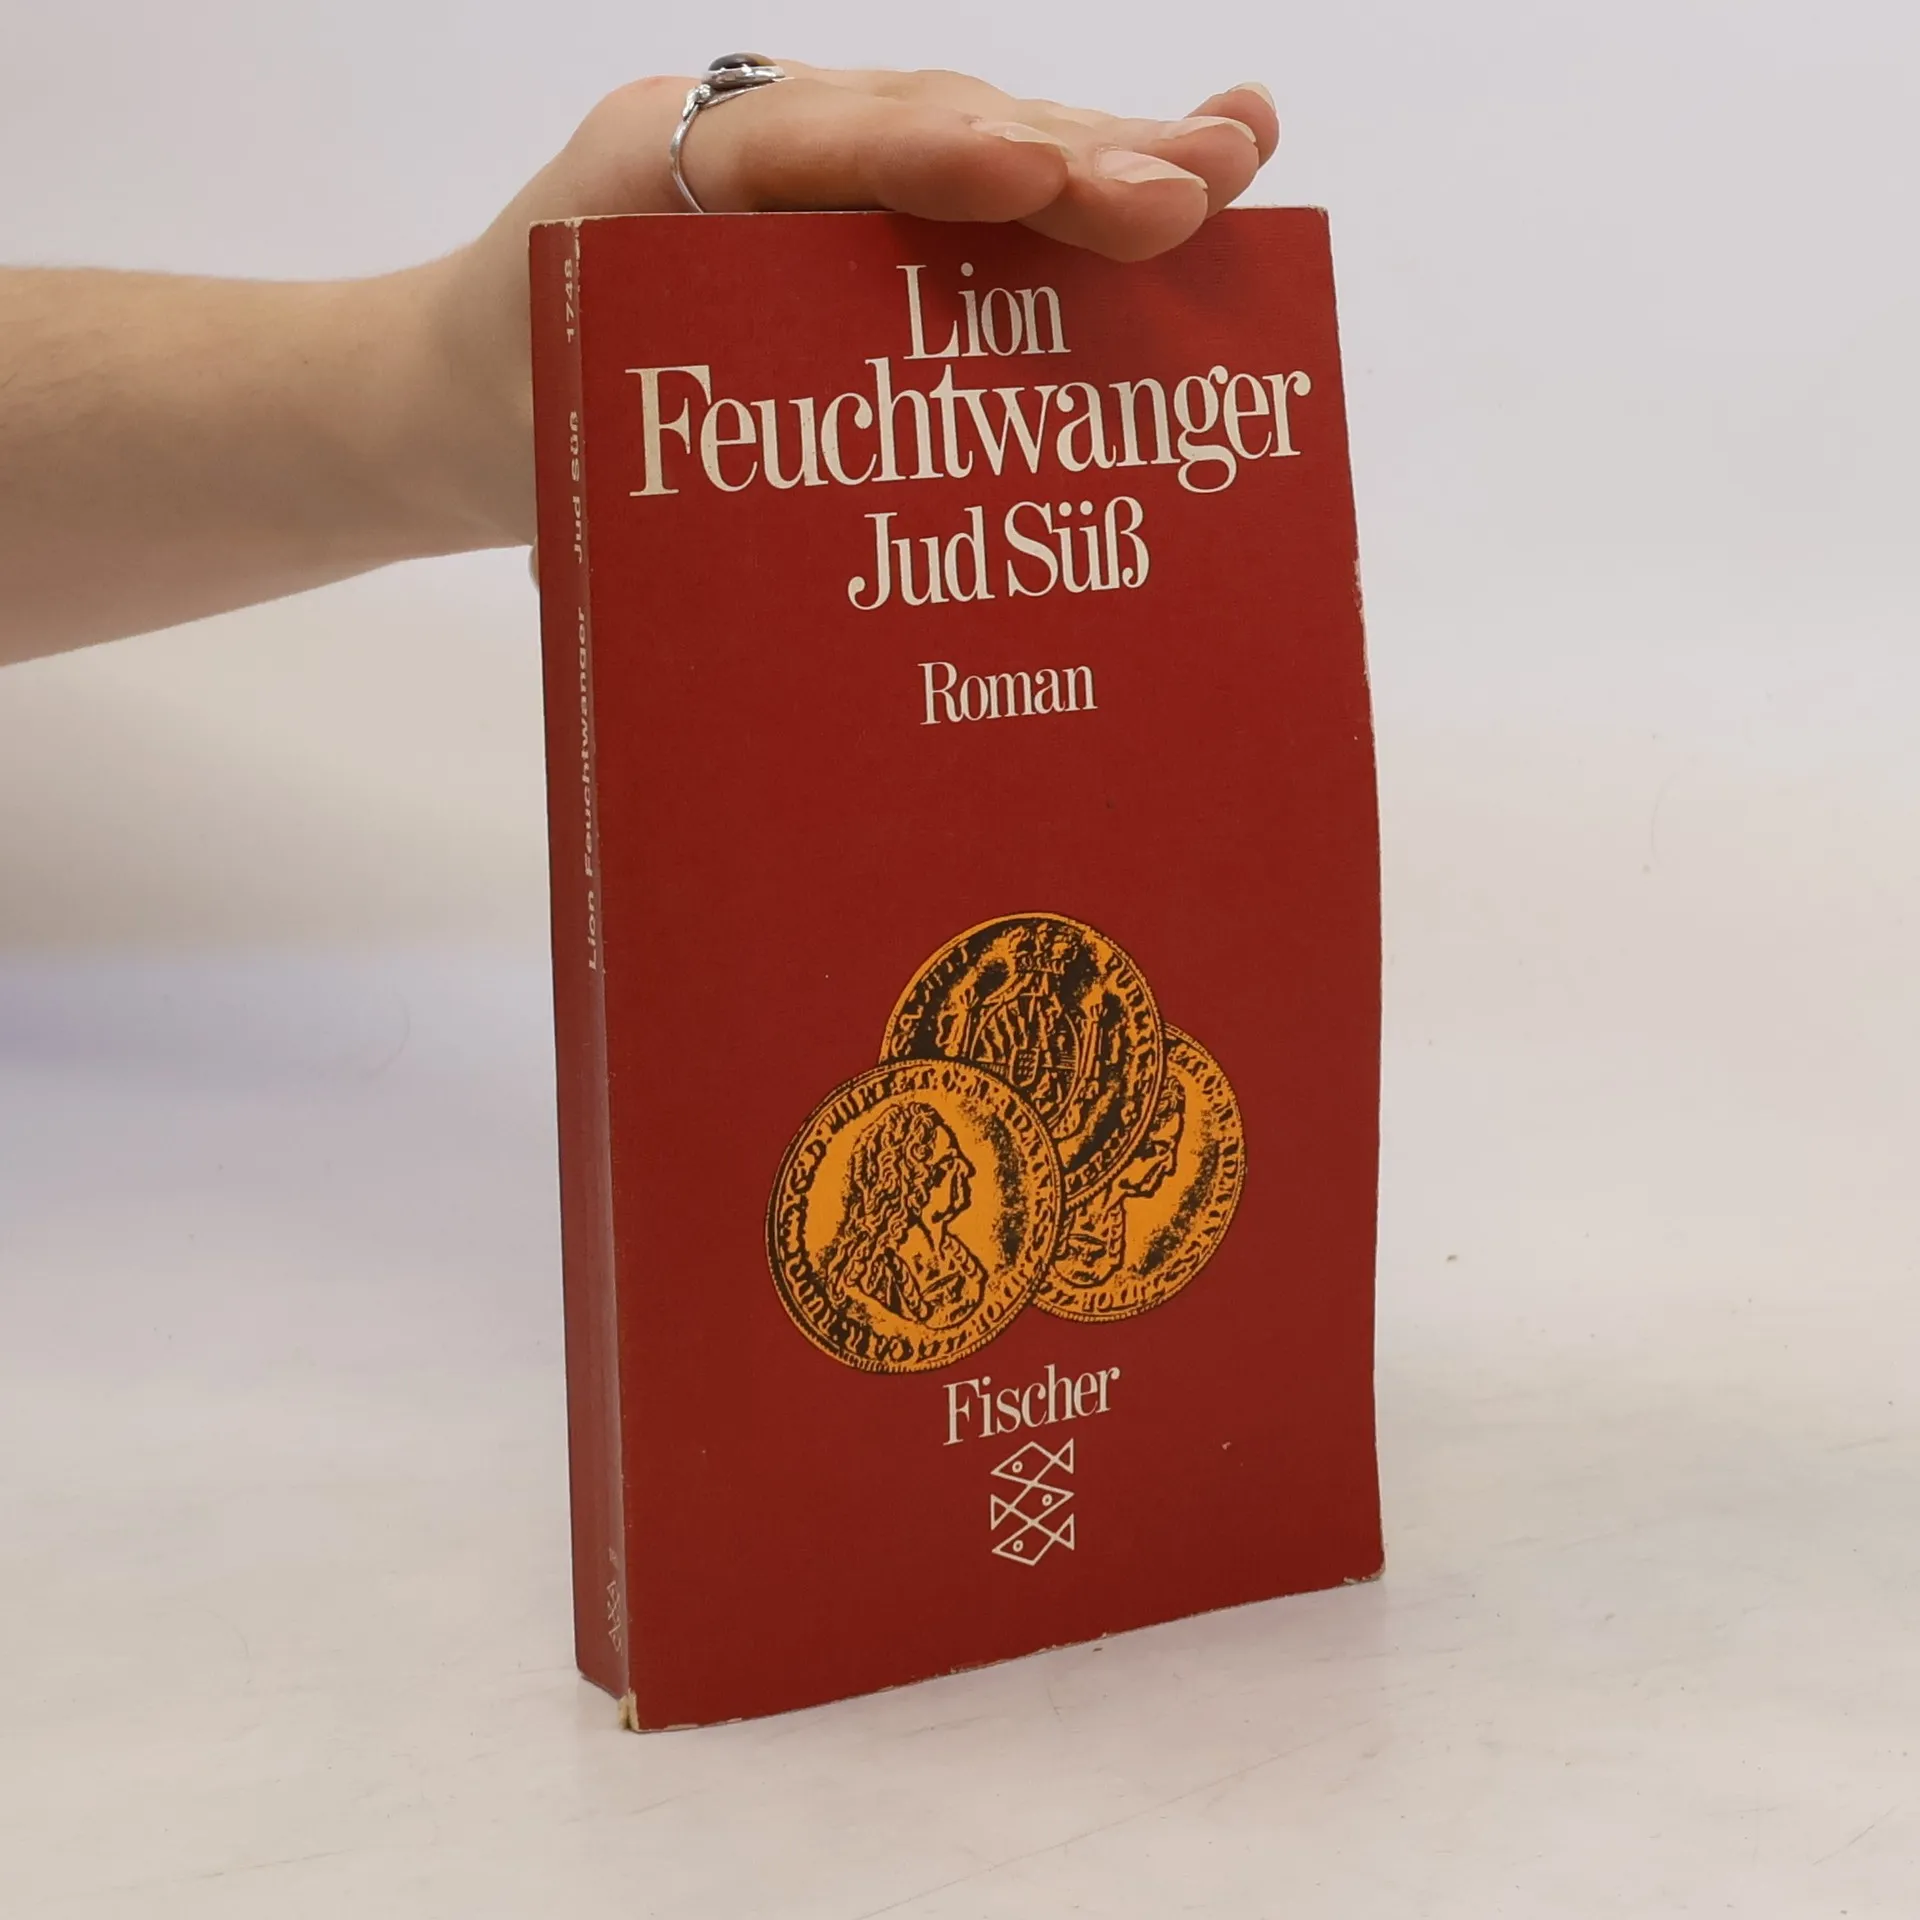 Lion
Feuchtwanger
Jud Süß
Roman
Fischer
Lion Feuchtwanger Jud Süß 1748